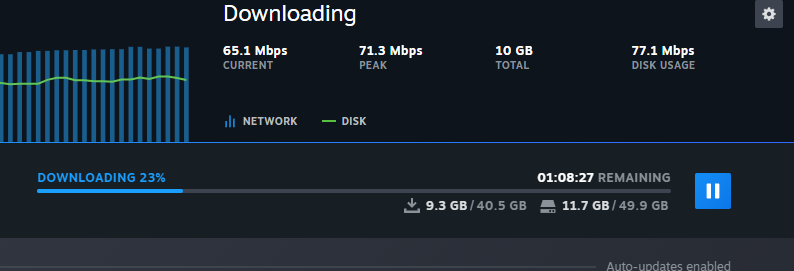 Downloading
65.1 Mbps 71.3 Mbps 10 GB 77.1 Mbps
CURRENT PEAK TOTAL DISK USAGE
NETWORK DISK
DOWNLOADING 23% 01:08:27 REMAINING
9.3 GB / 40.5 GB 11.7 GB / 49.9 GB
Auto-updates enabled